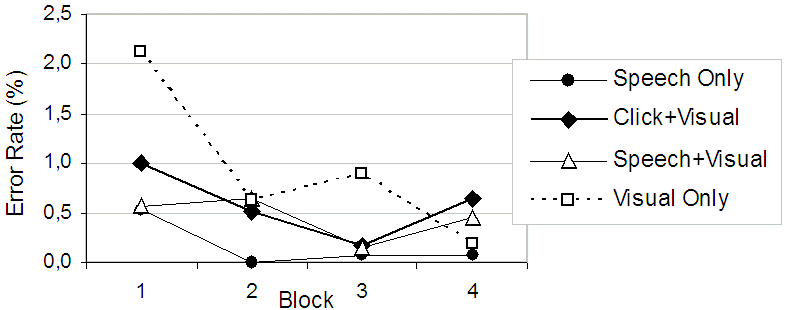 2,5
2,0
1,5
1,0
0,5
0,0
Error Rate (%)
1
2
3
4
Block
Speech Only
Click+Visual
Speech+Visual
Visual Only